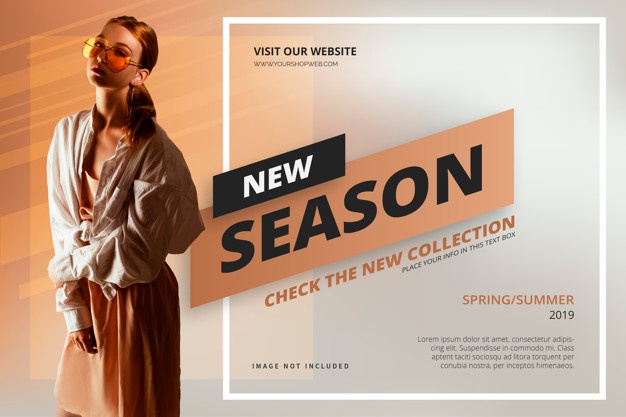 VISIT OUR WEBSITE
WWW.YOURSHOPWEB.COM
NEW
SEASON
CHECK THE NEW COLLECTION
PLACE YOUR INFO IN THIS TEXT BOX
SPRING/SUMMER
2019
Lorem ipsum dolor sit amet, consectetur adipis-
cing elit. Suspendisse in commodo mi. Class
aptent taciti sociosqu ad litora torquent per
conubia nostra, per inceptos himenaeos.
IMAGE NOT INCLUDED